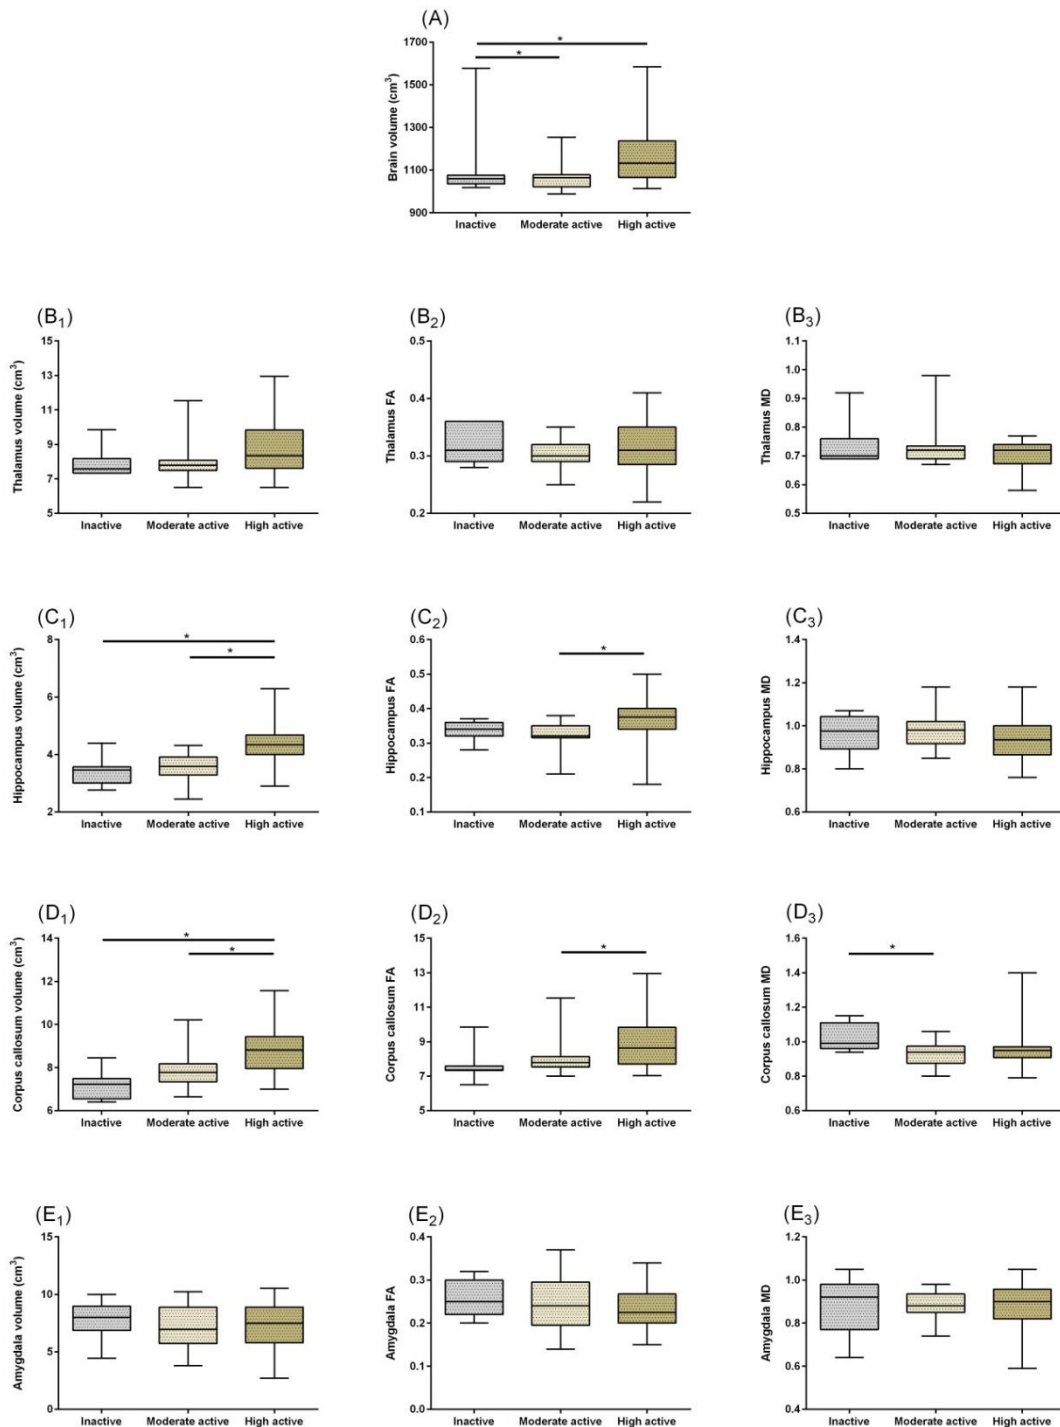 (A)
Brain volume (cm³)
1700
1500
1300
1100
900
*
*
Inactive Moderate active High active
(B₁)
Thalamus volume (cm³)
15
13
11
9
7
5
Inactive Moderate active High active
(B₂)
Thalamus FA
0.5
0.4
0.3
0.2
Inactive Moderate active High active
(B₃)
Thalamus MD
1.1
1.0
0.9
0.8
0.7
0.6
0.5
Inactive Moderate active High active
(C₁)
Hippocampus volume (cm³)
8
6
4
2
*
*
Inactive Moderate active High active
(C₂)
Hippocampus FA
0.6
0.5
0.4
0.3
0.2
0.1
*
Inactive Moderate active High active
(C₃)
Hippocampus MD
1.4
1.2
1.0
0.8
0.6
Inactive Moderate active High active
(D₁)
Corpus callosum volume (cm³)
14
12
10
8
6
*
*
Inactive Moderate active High active
(D₂)
Corpus callosum FA
15
13
11
9
7
5
*
Inactive Moderate active High active
(D₃)
Corpus callosum MD
1.6
1.4
1.2
1.0
0.8
0.6
*
Inactive Moderate active High active
(E₁)
Amygdala volume (cm³)
15
10
5
0
Inactive Moderate active High active
(E₂)
Amygdala FA
0.4
0.3
0.2
0.1
0.0
Inactive Moderate active High active
(E₃)
Amygdala MD
1.2
1.0
0.8
0.6
0.4
Inactive Moderate active High active